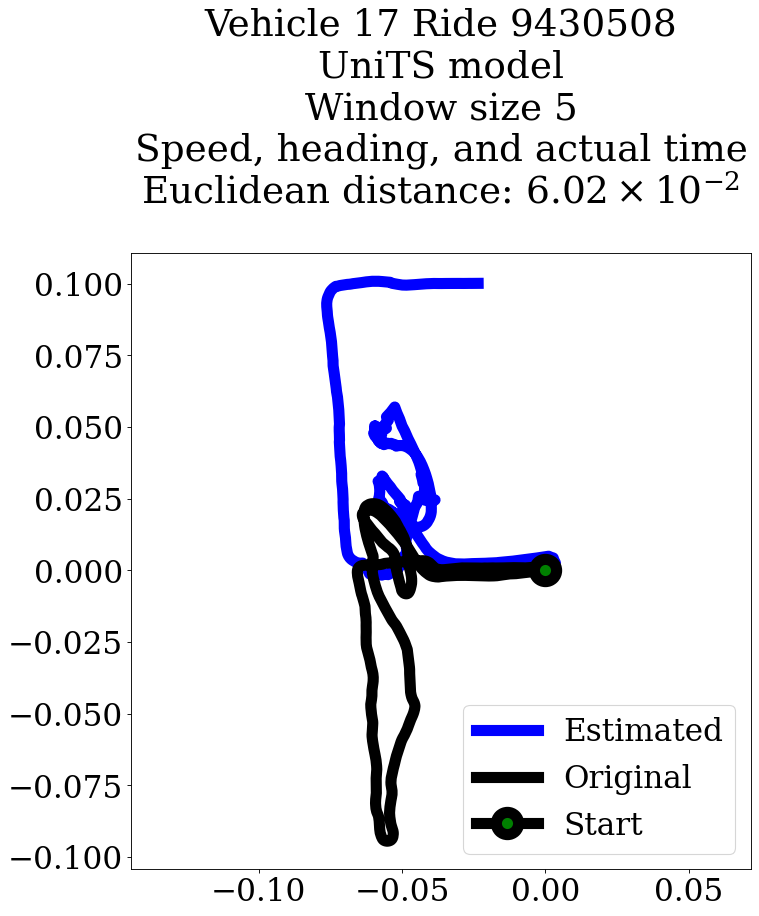 Vehicle 17 Ride 9430508
UniTS model
Window size 5
Speed, heading, and actual time
Euclidean distance: 6.02 × 10⁻²
0.100
0.075
0.050
0.025
0.000
−0.025
−0.050
−0.075
−0.100
Estimated
Original
Start
−0.10
−0.05
0.00
0.05